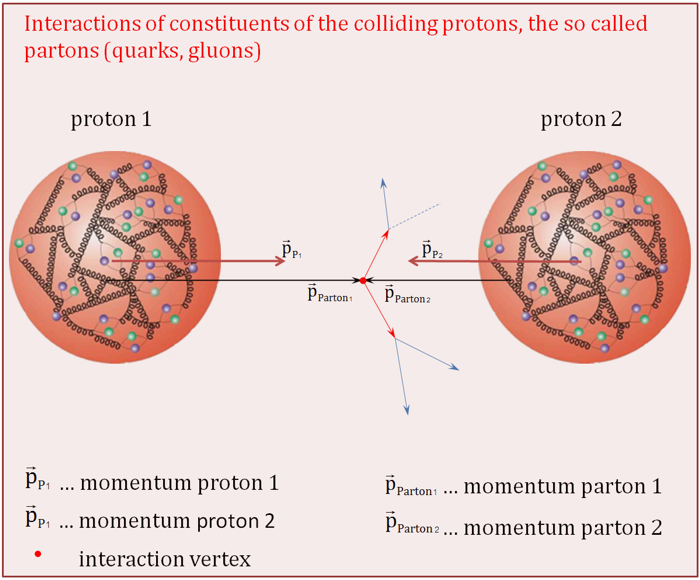 Interactions of constituents of the colliding protons, the so called
partons (quarks, gluons)
proton 1
proton 2
p⃗P1
p⃗P2
p⃗Parton1
p⃗Parton2
p⃗P1 ... momentum proton 1
p⃗P1 ... momentum proton 2
• interaction vertex
p⃗Parton1 ... momentum parton 1
p⃗Parton2 ... momentum parton 2